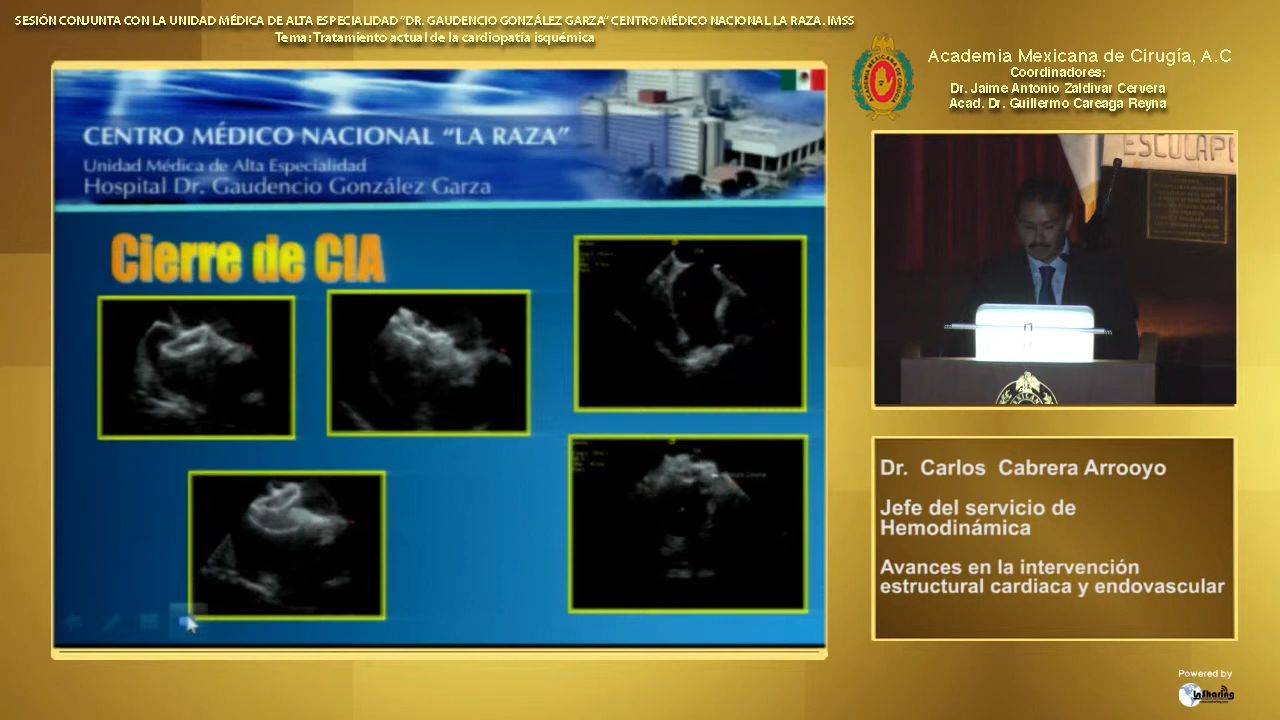 SESIÓN CONJUNTA CON LA UNIDAD MÉDICA DE ALTA ESPECIALIDAD "DR. GAUDENCIO GONZÁLEZ GARZA" CENTRO MÉDICO NACIONAL LA RAZA. IMSS
Tema: Tratamiento actual de la cardiopatía isquémica
Academia Mexicana de Cirugía, A.C
Coordinadores:
Dr. Jaime Antonio Zaldívar Cervera
Acad. Dr. Guillermo Careaga Reyna
CENTRO MÉDICO NACIONAL "LA RAZA"
Unidad Médica de Alta Especialidad
Hospital Dr. Gaudencio González Garza
Cierre de CIA
ESCULAPI
Dr. Carlos Cabrera Arrooyo
Jefe del servicio de
Hemodinámica
Avances en la intervención
estructural cardiaca y endovascular
Powered by
InSharing